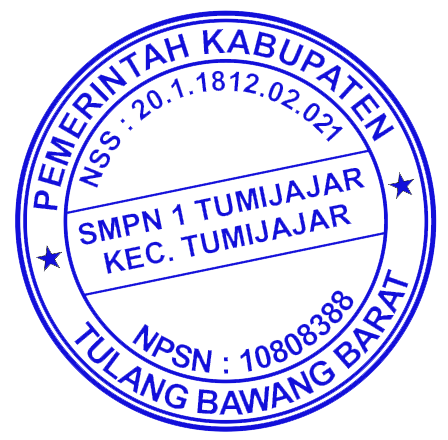 PEMERINTAH KABUPATEN
NSS : 20.1.1812.02.021
SMPN 1 TUMIJAJAR
KEC. TUMIJAJAR
NPSN : 10808388
TULANG BAWANG BARAT